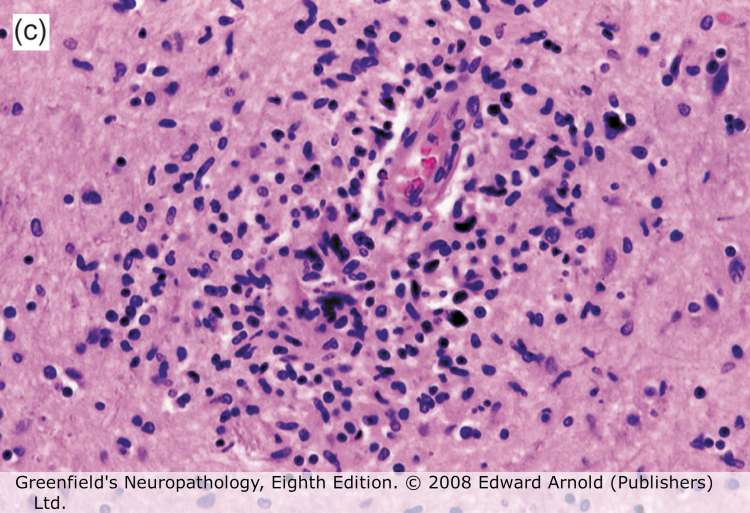 (c)
Greenfield's Neuropathology, Eighth Edition. © 2008 Edward Arnold (Publishers)
Ltd.